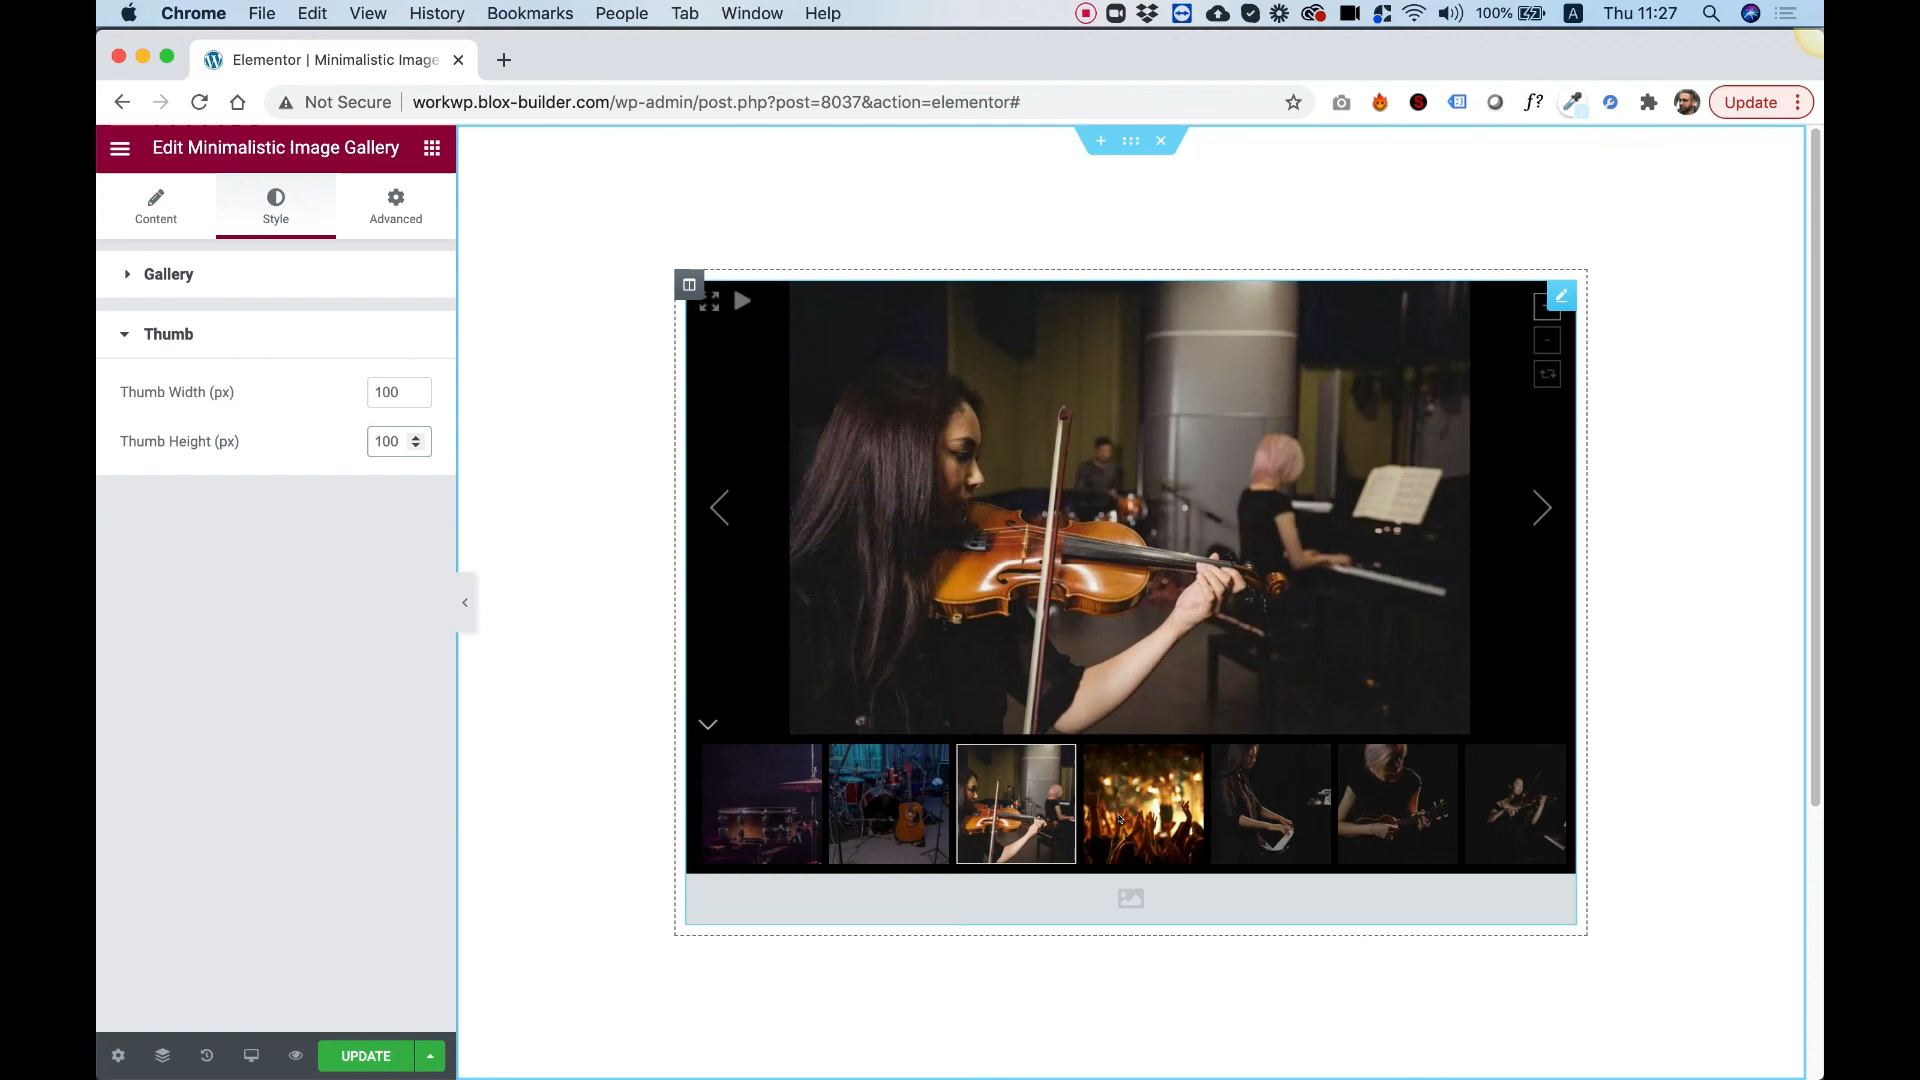 Chrome File Edit View History Bookmarks People Tab Window Help 100% A Thu 11:27
Elementor | Minimalistic Image
Not Secure workwp.blox-builder.com/wp-admin/post.php?post=8037&action=elementor# S f? Update
Edit Minimalistic Image Gallery
Content Style Advanced
Gallery
Thumb
Thumb Width (px) 100
Thumb Height (px) 100
UPDATE